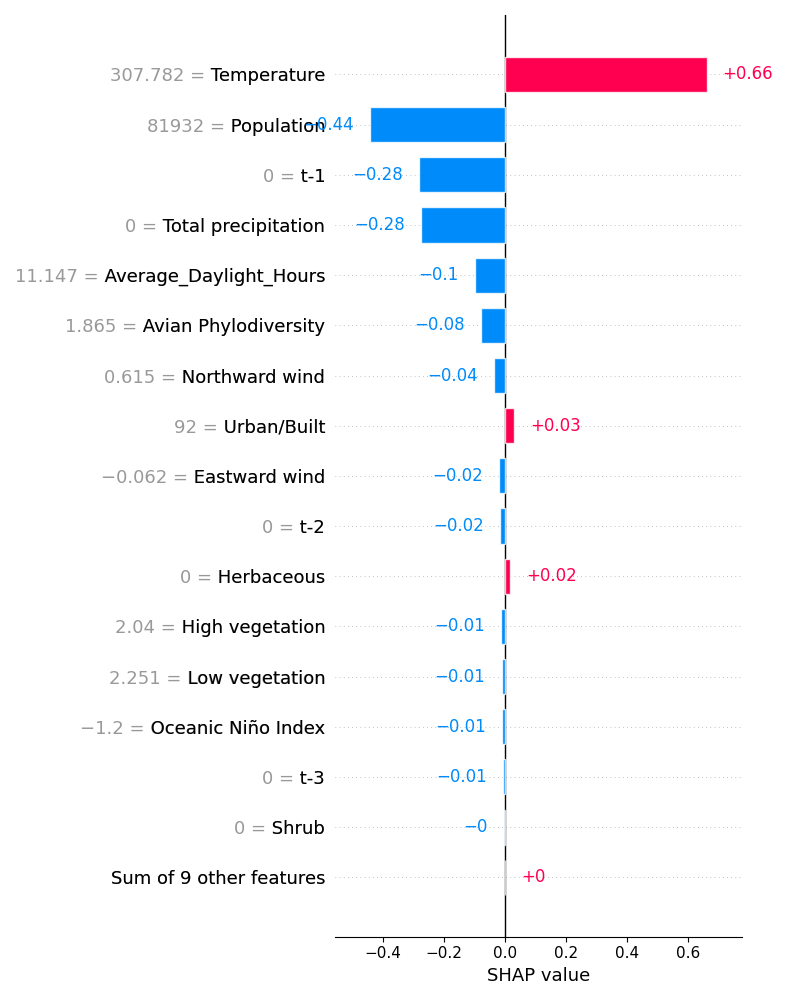 307.782 = Temperature +0.66
81932 = Population −0.44
0 = t-1 −0.28
0 = Total precipitation −0.28
11.147 = Average_Daylight_Hours −0.1
1.865 = Avian Phylodiversity −0.08
0.615 = Northward wind −0.04
92 = Urban/Built +0.03
−0.062 = Eastward wind −0.02
0 = t-2 −0.02
0 = Herbaceous +0.02
2.04 = High vegetation −0.01
2.251 = Low vegetation −0.01
−1.2 = Oceanic Niño Index −0.01
0 = t-3 −0.01
0 = Shrub −0
Sum of 9 other features +0
−0.4 −0.2 0.0 0.2 0.4 0.6
SHAP value